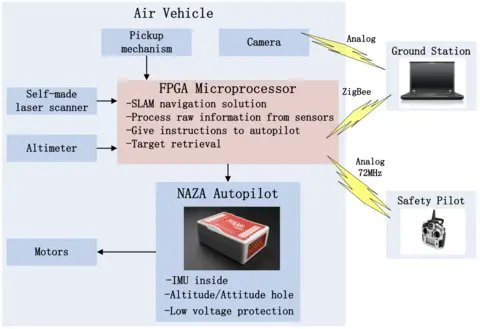 Air Vehicle
Pickup
mechanism
Camera
Analog
Ground Station
FPGA Microprocessor
-SLAM navigation solution
-Process raw information from sensors
-Give instructions to autopilot
-Target retrieval
Self-made
laser scanner
ZigBee
Altimeter
Analog
72MHz
NAZA Autopilot
Safety Pilot
Motors
-IMU inside
-Altitude/Attitude hole
-Low voltage protection